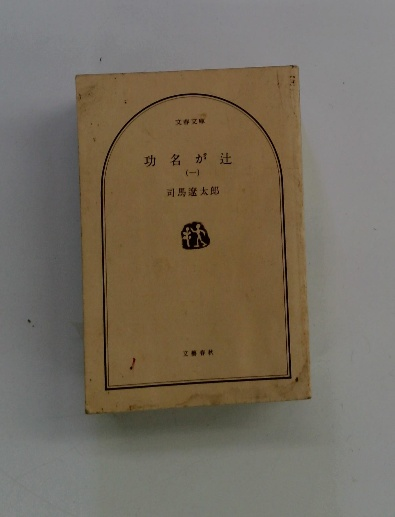 文春文庫
功名が辻
(一)
司馬遼太郎
文藝春秋